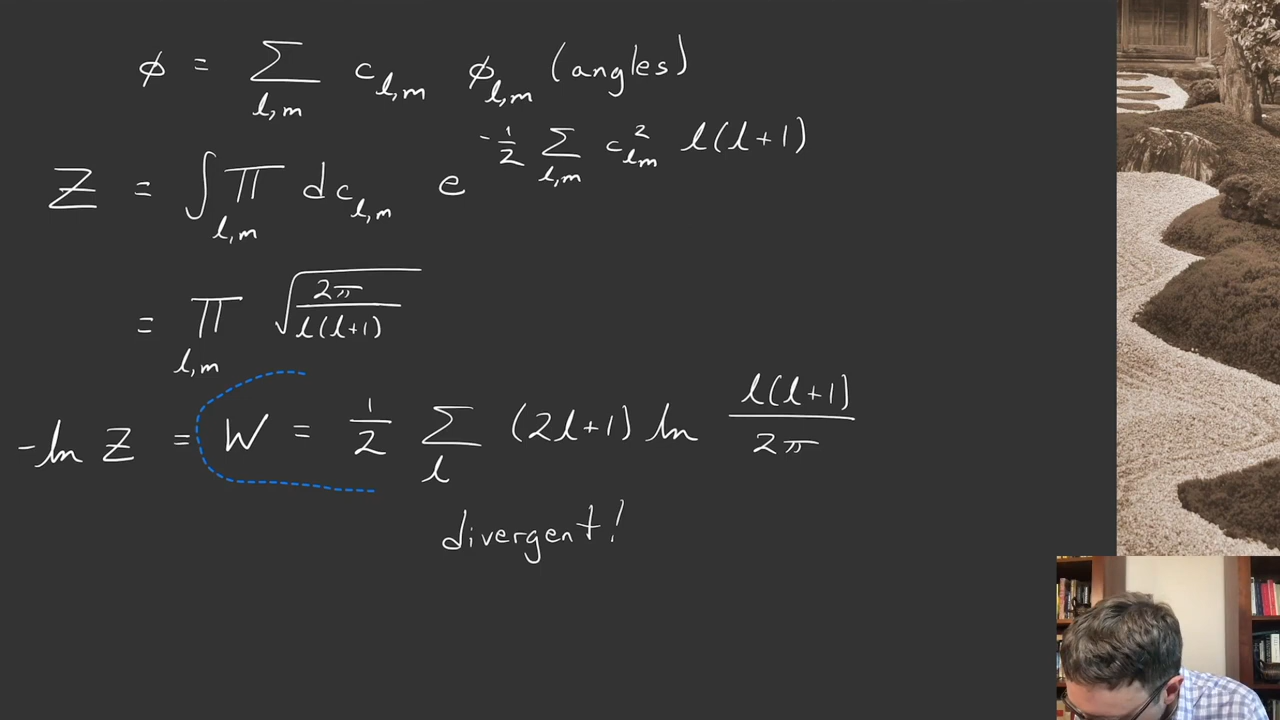 ϕ = Σ_{l,m} c_{l,m} ϕ_{l,m} (angles)
Z = ∫ Π_{l,m} dc_{l,m} e^{-1/2 Σ_{l,m} c_{lm}^2 l(l+1)}
= Π_{l,m} √(2π / l(l+1))
-ln Z = W = 1/2 Σ_l (2l+1) ln l(l+1)/2π
divergent!